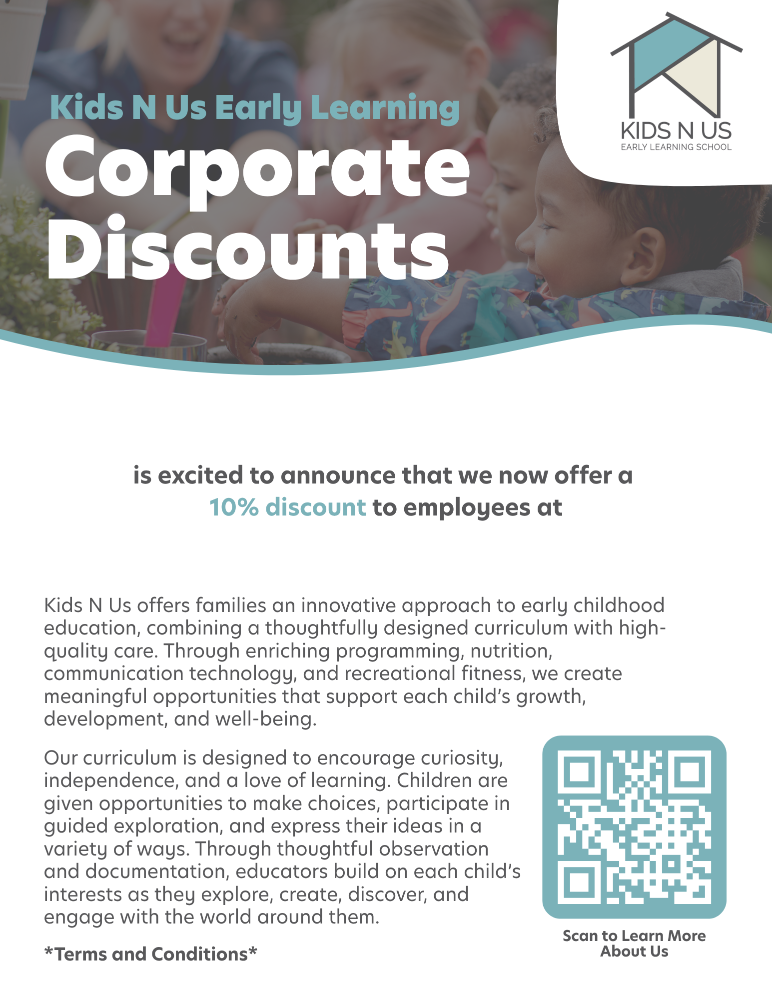 KIDS N US
EARLY LEARNING SCHOOL
Kids N Us Early Learning
Corporate
Discounts
is excited to announce that we now offer a
10% discount to employees at
Kids N Us offers families an innovative approach to early childhood
education, combining a thoughtfully designed curriculum with high-
quality care. Through enriching programming, nutrition,
communication technology, and recreational fitness, we create
meaningful opportunities that support each child's growth,
development, and well-being.
Our curriculum is designed to encourage curiosity,
independence, and a love of learning. Children are
given opportunities to make choices, participate in
guided exploration, and express their ideas in a
variety of ways. Through thoughtful observation
and documentation, educators build on each child's
interests as they explore, create, discover, and
engage with the world around them.
*Terms and Conditions*
Scan to Learn More
About Us